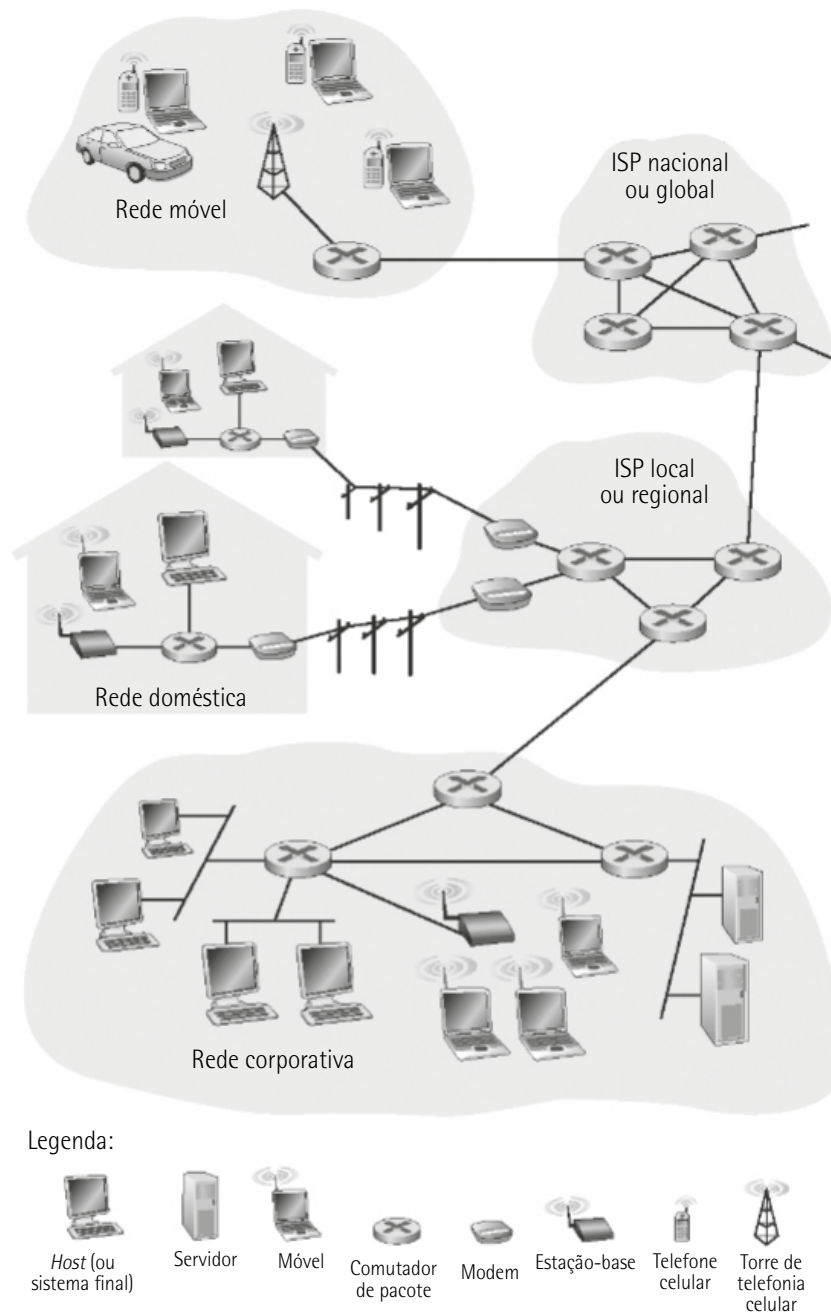 Rede móvel
ISP nacional
ou global
ISP local
ou regional
Rede doméstica
Rede corporativa
Legenda:
Host (ou
sistema final)
Servidor
Móvel
Comutador
de pacote
Modem
Estação-base
Telefone
celular
Torre de
telefonia
celular